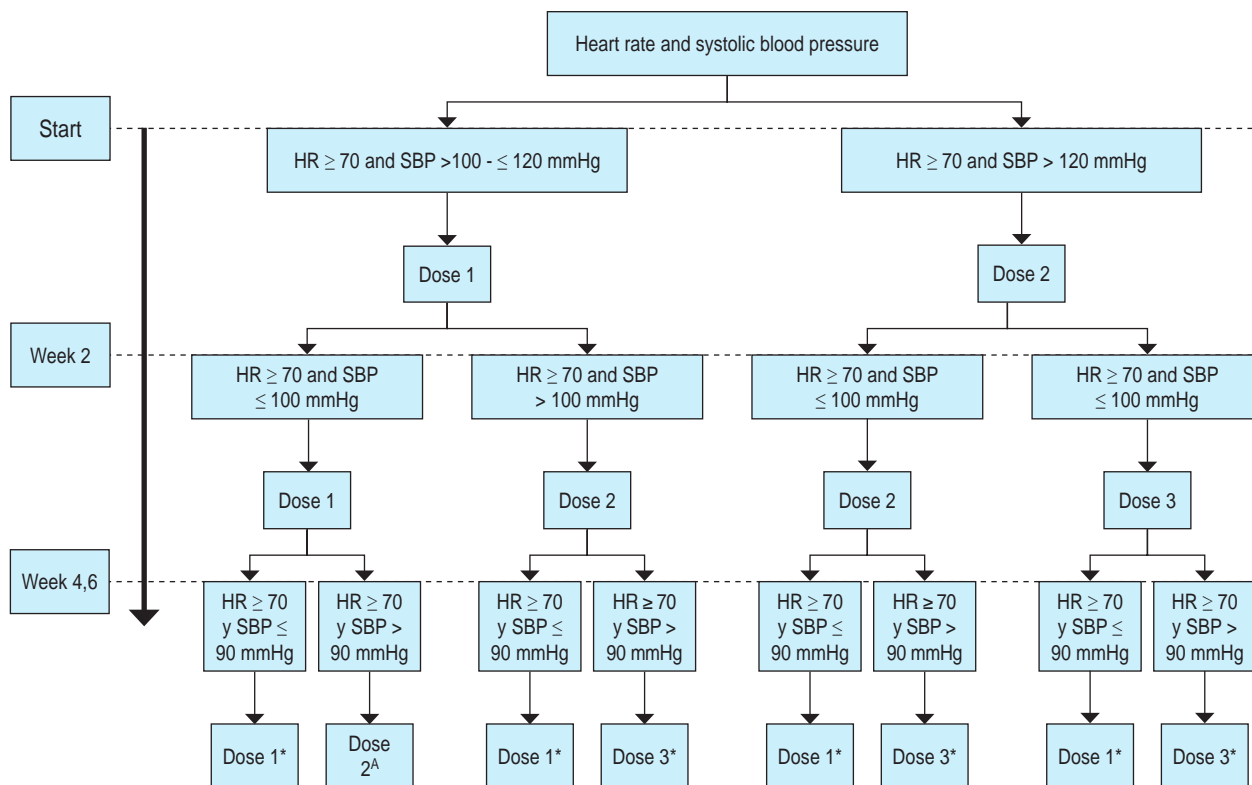 Heart rate and systolic blood pressure
Start
HR ≥ 70 and SBP >100 - ≤ 120 mmHg
HR ≥ 70 and SBP > 120 mmHg
Dose 1
Dose 2
Week 2
HR ≥ 70 and SBP
≤ 100 mmHg
HR ≥ 70 and SBP
> 100 mmHg
HR ≥ 70 and SBP
≤ 100 mmHg
HR ≥ 70 and SBP
≤ 100 mmHg
Dose 1
Dose 2
Dose 2
Dose 3
Week 4,6
HR ≥ 70
y SBP ≤
90 mmHg
HR ≥ 70
y SBP >
90 mmHg
HR ≥ 70
y SBP ≤
90 mmHg
HR ≥ 70
y SBP >
90 mmHg
HR ≥ 70
y SBP ≤
90 mmHg
HR ≥ 70
y SBP >
90 mmHg
HR ≥ 70
y SBP ≤
90 mmHg
HR ≥ 70
y SBP >
90 mmHg
Dose 1*
Dose
2ᴬ
Dose 1*
Dose 3*
Dose 1*
Dose 3*
Dose 1*
Dose 3*